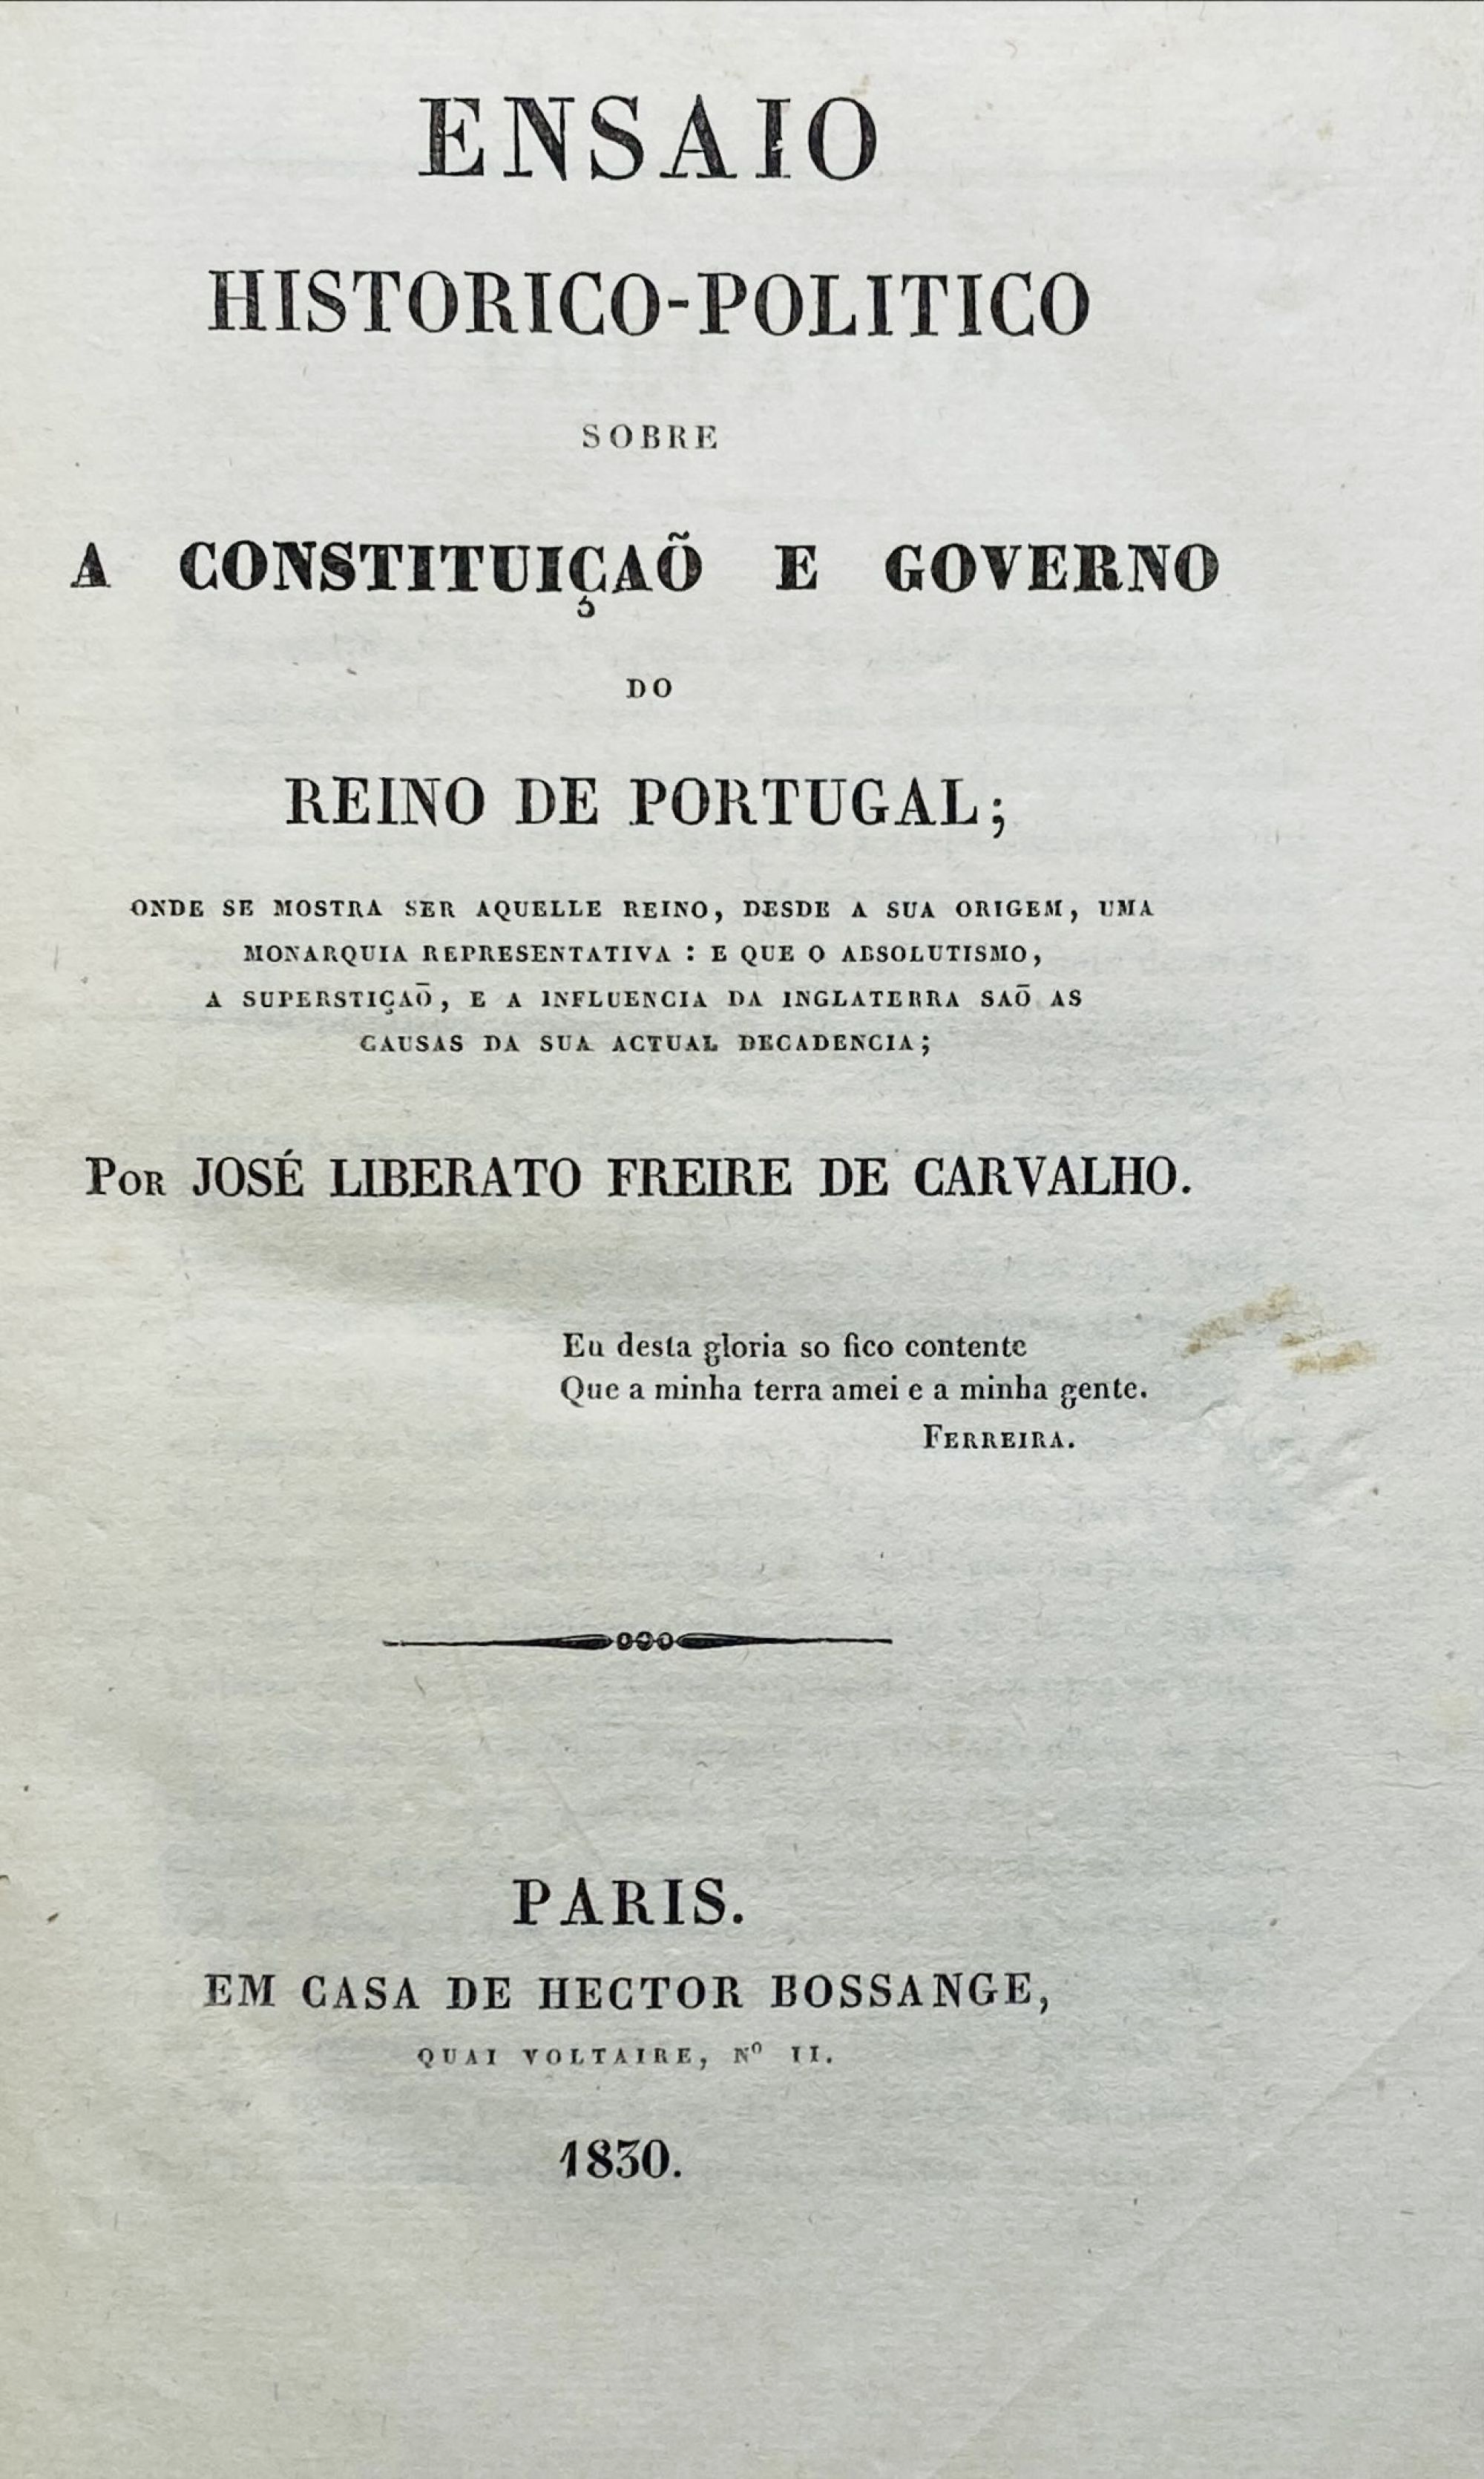 ENSAIO
HISTORICO-POLITICO
SOBRE
A CONSTITUIÇAÕ E GOVERNO
DO
REINO DE PORTUGAL;
ONDE SE MOSTRA SER AQUELLE REINO, DESDE A SUA ORIGEM, UMA
MONARQUIA REPRESENTATIVA : E QUE O ABSOLUTISMO,
A SUPERSTIÇAÕ, E A INFLUENCIA DA INGLATERRA SAÕ AS
CAUSAS DA SUA ACTUAL DECADENCIA;
POR JOSÉ LIBERATO FREIRE DE CARVALHO.
Eu desta gloria so fico contente
Que a minha terra amei e a minha gente.
FERREIRA.
PARIS.
EM CASA DE HECTOR BOSSANGE,
QUAI VOLTAIRE, Nº 11.
1830.